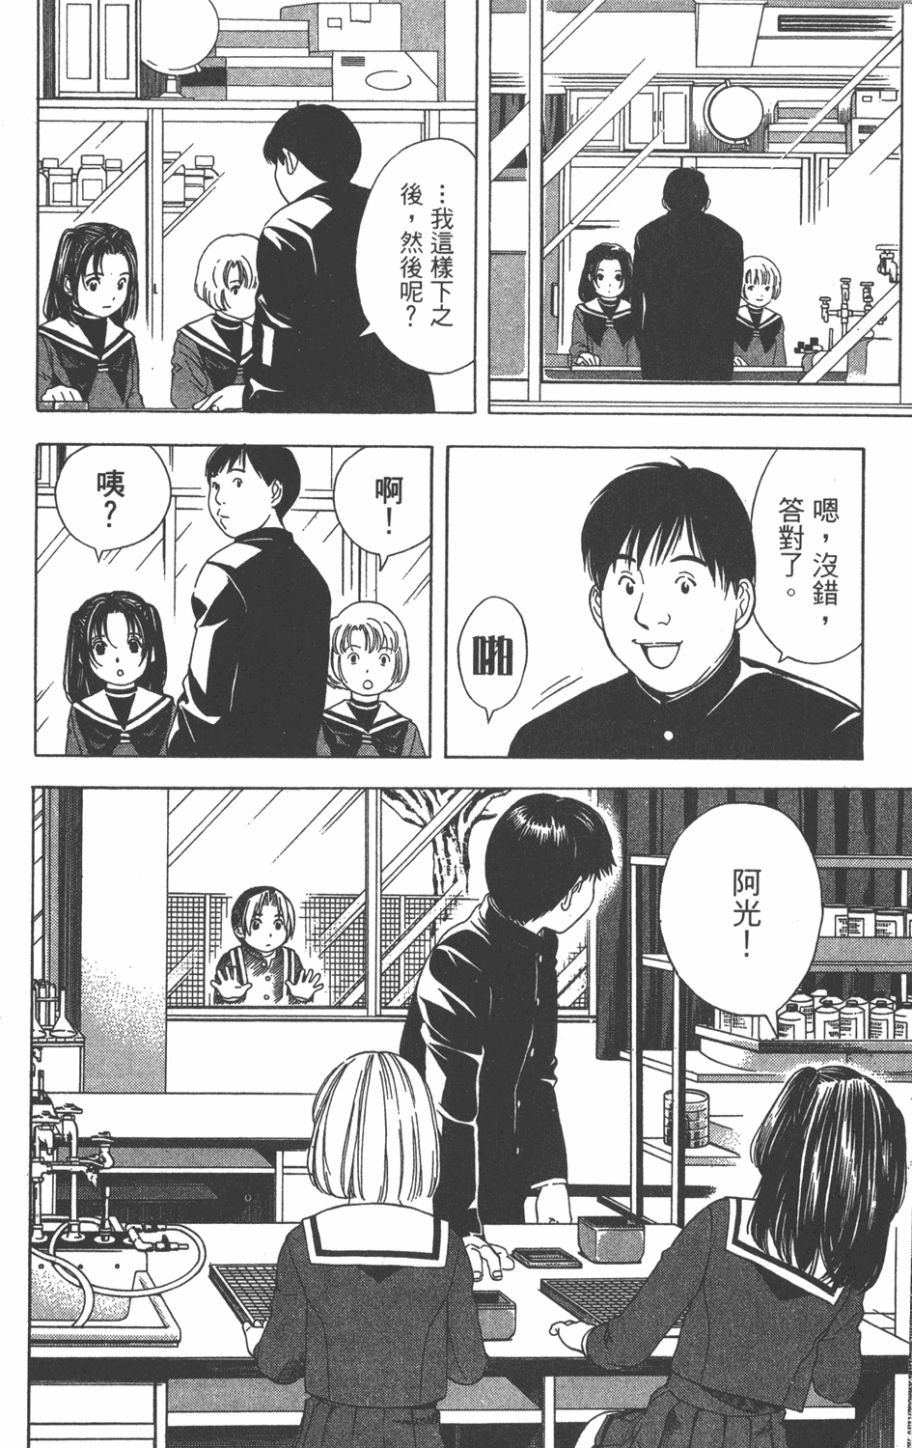 …我這樣下之
後，然後呢？
嗯，沒錯，
答對了。
啪
啊！
咦？
阿光！